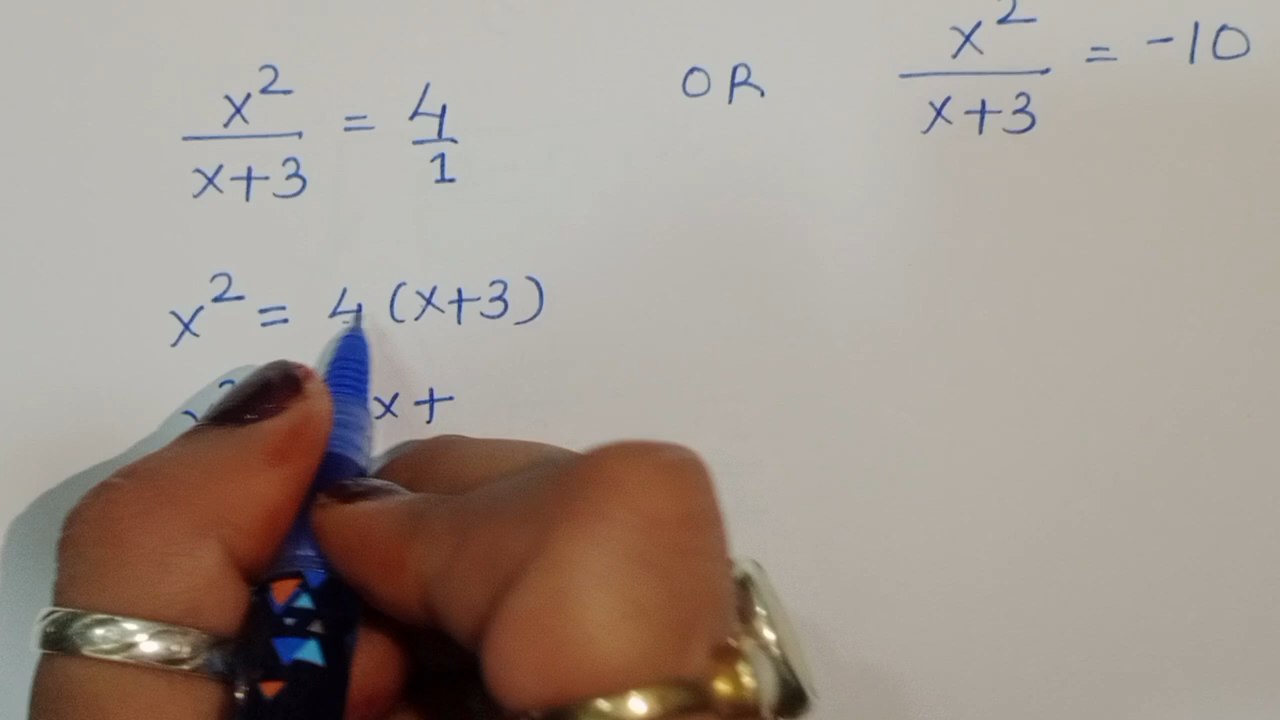 x²/(x+3) = 4/1 OR x²/(x+3) = -10
x² = 4 (x+3)
x +